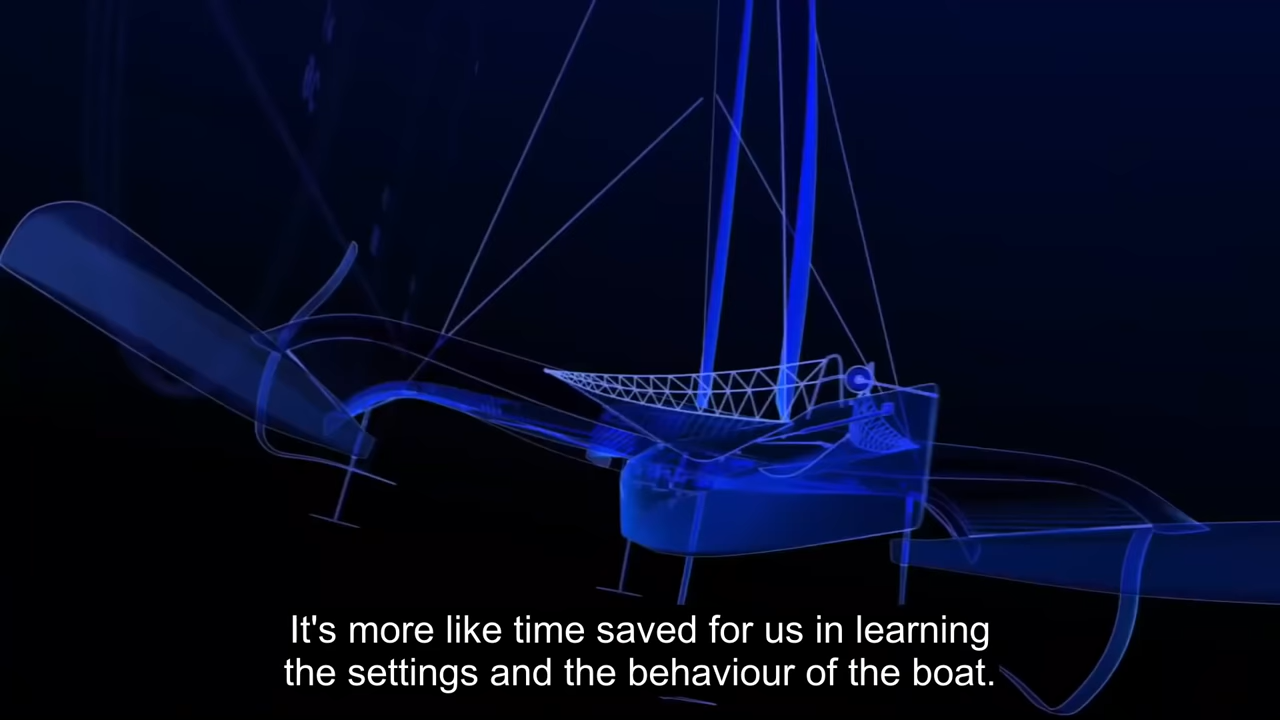 It's more like time saved for us in learning
the settings and the behaviour of the boat.